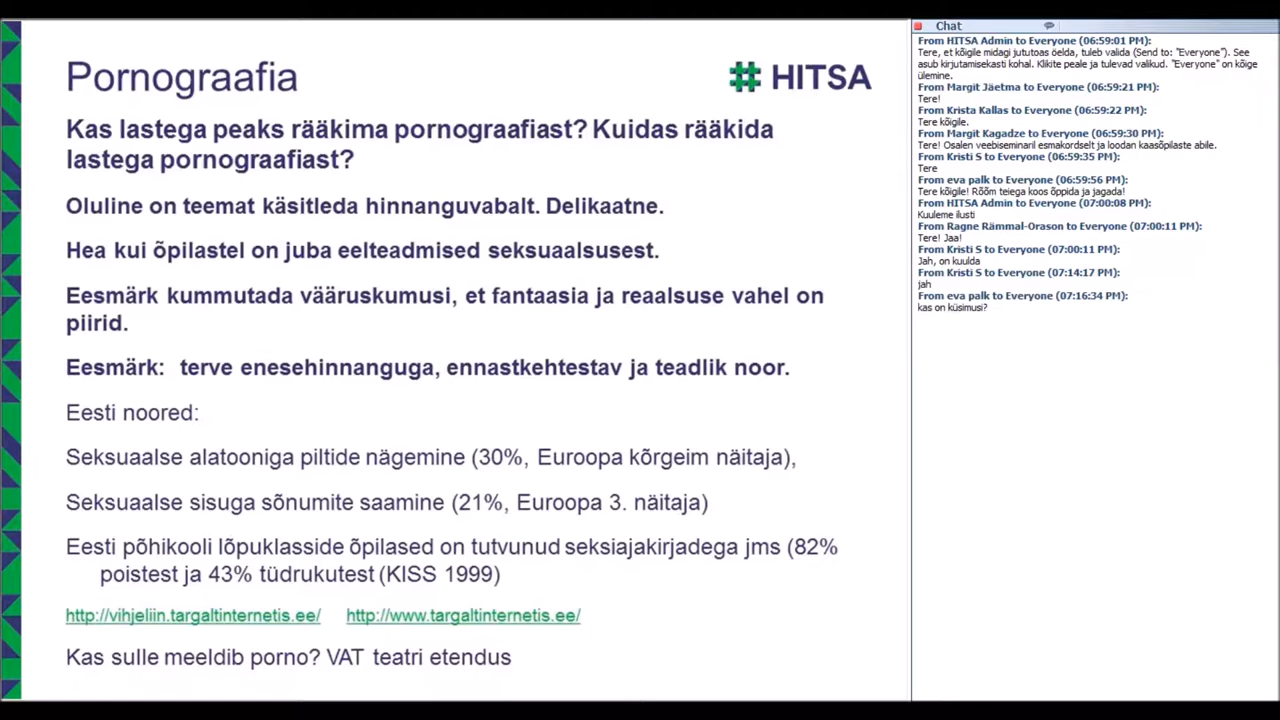 Pornograafia
HITSA
Kas lastega peaks rääkima pornograafiast? Kuidas rääkida
lastega pornograafiast?
Oluline on teemat käsitleda hinnanguvabalt. Delikaatne.
Hea kui õpilastel on juba eelteadmised seksuaalsusest.
Eesmärk kummutada vääruskumusi, et fantaasia ja reaalsuse vahel on
piirid.
Eesmärk: terve enesehinnanguga, ennastkehtestav ja teadlik noor.
Eesti noored:
Seksuaalse alatooniga piltide nägemine (30%, Euroopa kõrgeim näitaja),
Seksuaalse sisuga sõnumite saamine (21%, Euroopa 3. näitaja)
Eesti põhikooli lõpuklasside õpilased on tutvunud seksiajakirjadega jms (82%
poistest ja 43% tüdrukutest (KISS 1999)
http://vihjeliin.targaltinternetis.ee/ http://www.targaltinternetis.ee/
Kas sulle meeldib porno? VAT teatri etendus
Chat
From HITSA Admin to Everyone (06:59:01 PM):
Tere, et kõigile midagi jututoas öelda, tuleb valida (Send to: "Everyone"). See
asub kirjutamisekasti kohal. Klikite peale ja tulevad valikud. "Everyone" on kõige
ülemine.
From Margit Jäetma to Everyone (06:59:21 PM):
Tere!
From Krista Kallas to Everyone (06:59:22 PM):
Tere kõigile.
From Margit Kagadze to Everyone (06:59:30 PM):
Tere! Osalen veebiseminaril esmakordselt ja loodan kaasõpilaste abile.
From Kristi S to Everyone (06:59:35 PM):
Tere
From eva palk to Everyone (06:59:56 PM):
Tere kõigile! Rõõm teiega koos õppida ja jagada!
From HITSA Admin to Everyone (07:00:08 PM):
Kuuleme ilusti
From Ragne Rämmal-Orason to Everyone (07:00:11 PM):
Tere! Jaa!
From Kristi S to Everyone (07:00:11 PM):
Jah, on kuulda
From Kristi S to Everyone (07:14:17 PM):
jah
From eva palk to Everyone (07:16:34 PM):
kas on küsimusi?